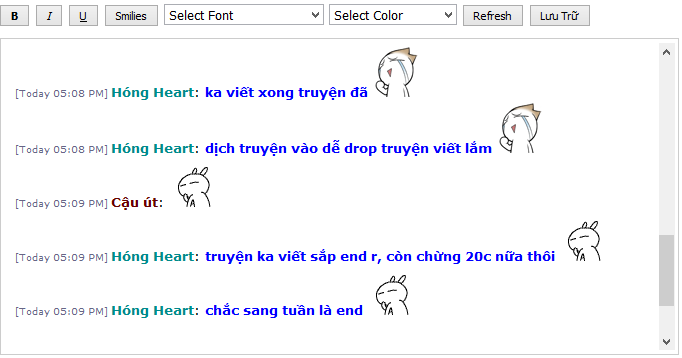 B I U Smilies Select Font Select Color Refresh Lưu Trữ
[Today 05:08 PM] Hóng Heart: ka viết xong truyện đã
[Today 05:08 PM] Hóng Heart: dịch truyện vào dễ drop truyện viết lắm
[Today 05:09 PM] Cậu út:
[Today 05:09 PM] Hóng Heart: truyện ka viết sắp end r, còn chừng 20c nữa thôi
[Today 05:09 PM] Hóng Heart: chắc sang tuần là end